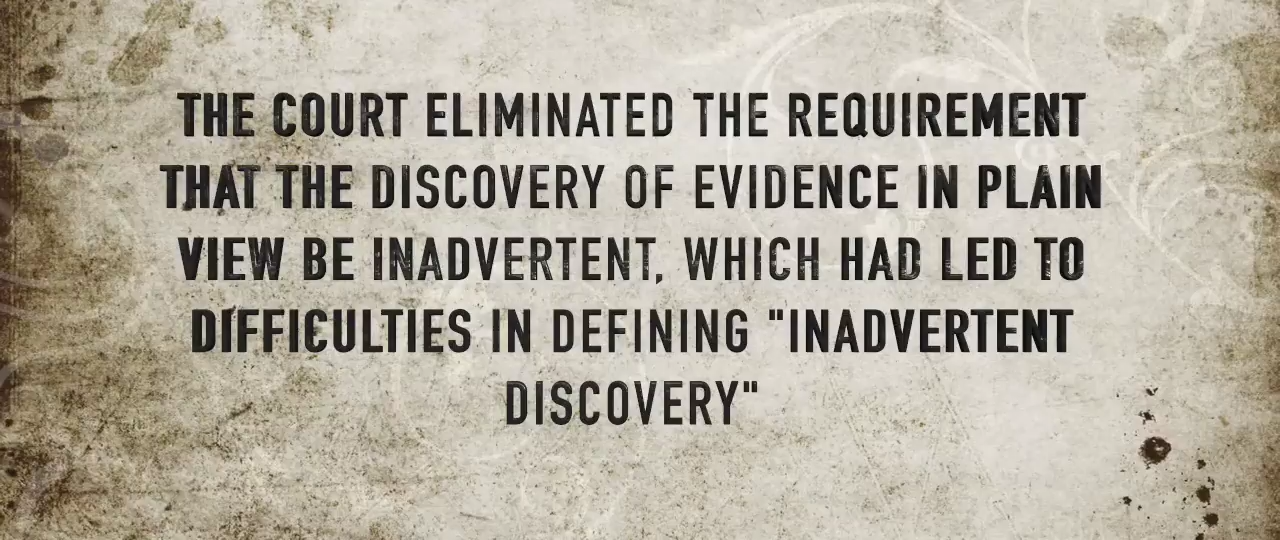 THE COURT ELIMINATED THE REQUIREMENT
THAT THE DISCOVERY OF EVIDENCE IN PLAIN
VIEW BE INADVERTENT, WHICH HAD LED TO
DIFFICULTIES IN DEFINING "INADVERTENT
DISCOVERY"